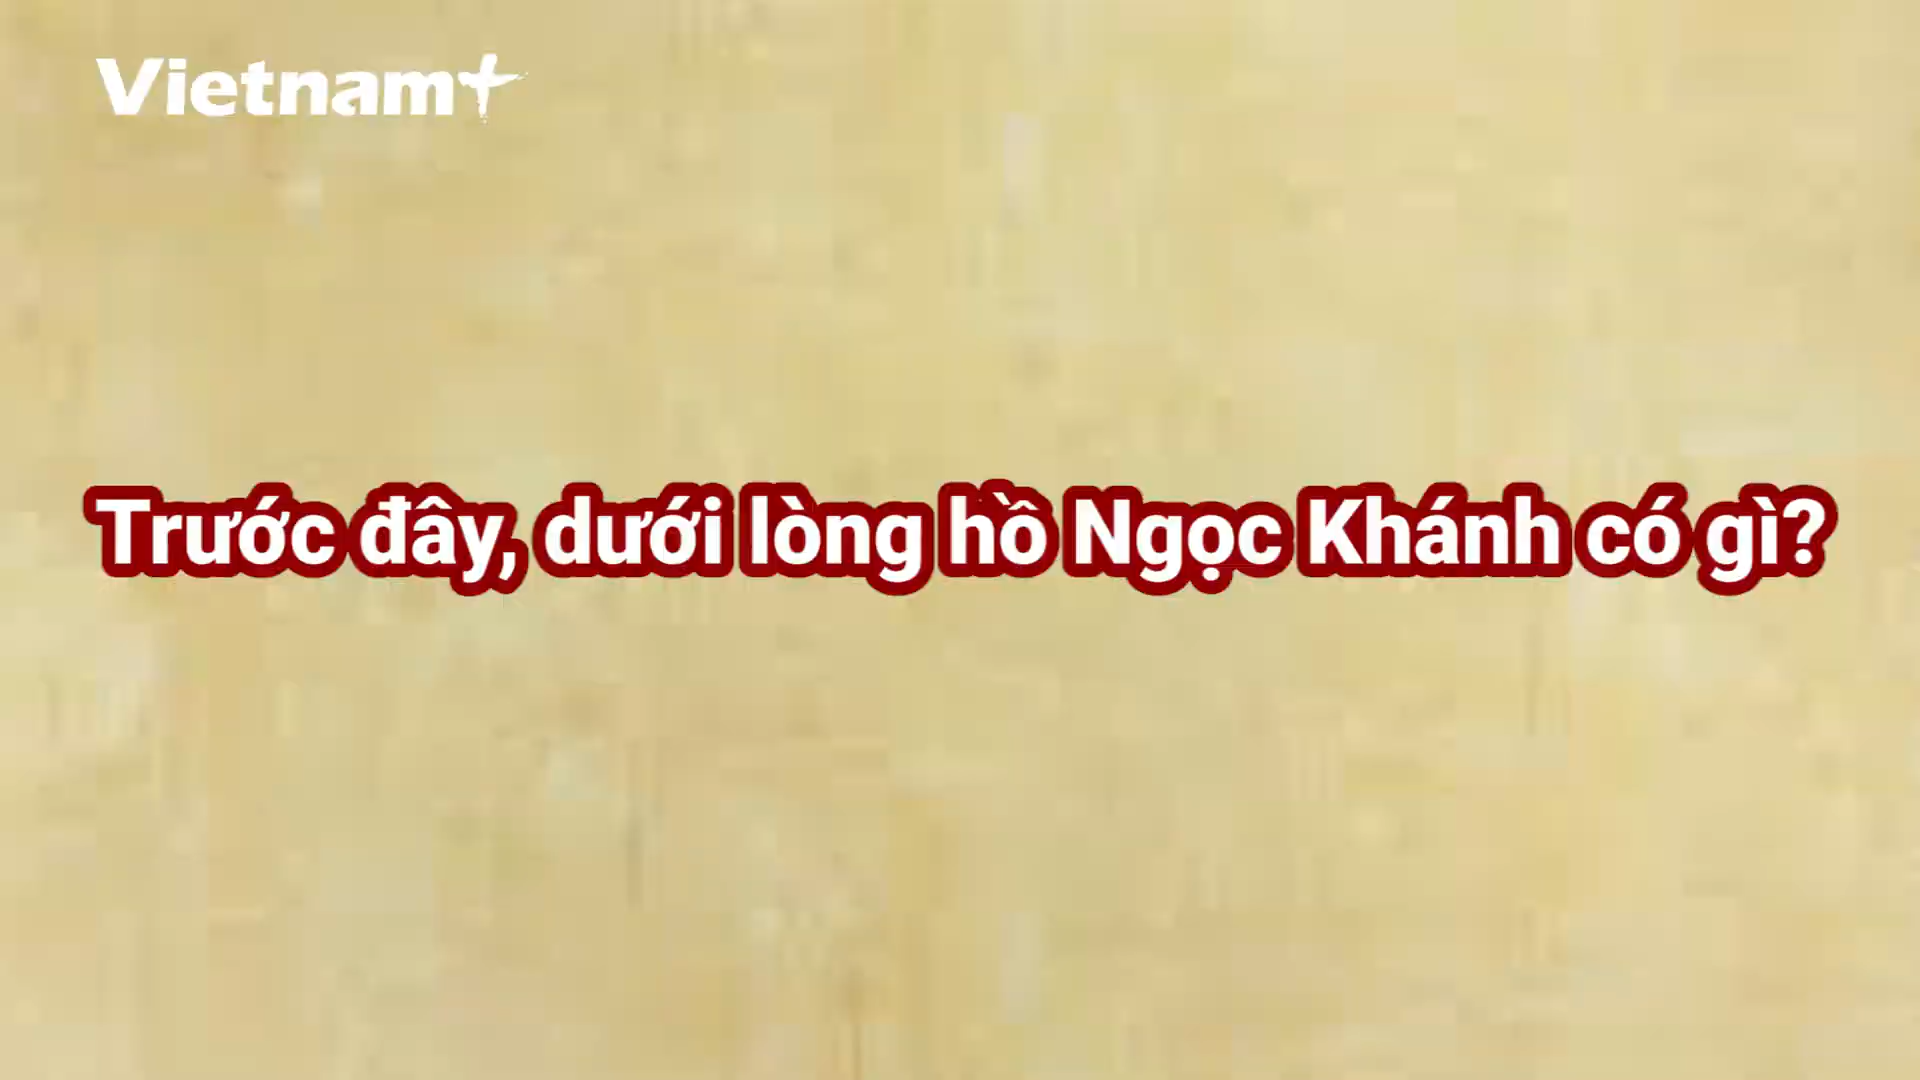 Vietnam+
Trước đây, dưới lòng hồ Ngọc Khánh có gì?